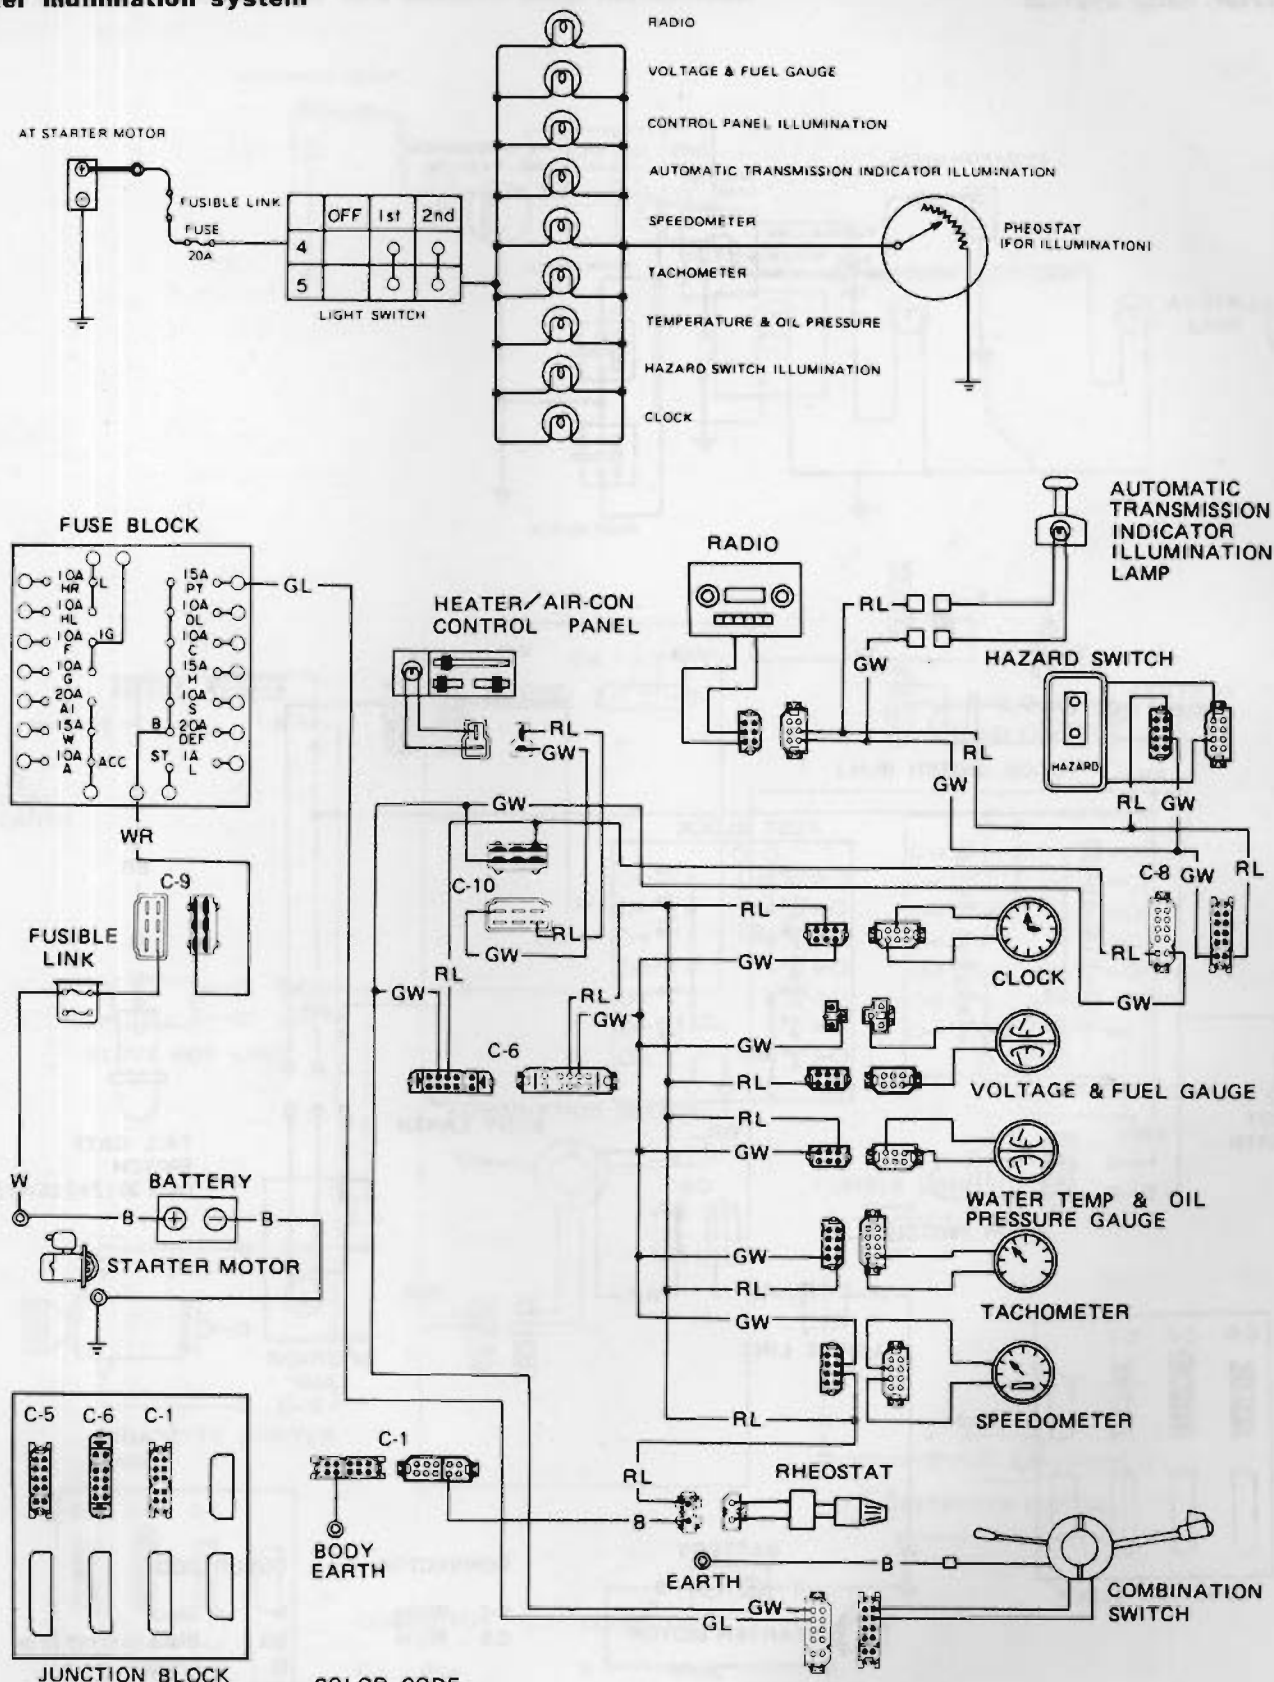 er illumination system
RADIO
VOLTAGE & FUEL GAUGE
CONTROL PANEL ILLUMINATION
AUTOMATIC TRANSMISSION INDICATOR ILLUMINATION
SPEEDOMETER
TACHOMETER
TEMPERATURE & OIL PRESSURE
HAZARD SWITCH ILLUMINATION
CLOCK
AT STARTER MOTOR
FUSIBLE LINK
FUSE
20A
OFF 1st 2nd
4
5
LIGHT SWITCH
PHEOSTAT
(FOR ILLUMINATION)
FUSE BLOCK
10A HR L 15A PT
10A HL 10A OL
10A F IG 10A C
10A G 15A H
20A AI 10A S
15A W B 20A DEF
10A A ACC ST 1A L
GL
WR
C-9
FUSIBLE
LINK
W
BATTERY
B
B
STARTER MOTOR
HEATER/AIR-CON
CONTROL PANEL
RL
GW
GW
C-10
RL
GW
RL
GW
C-6
RL
GW
RADIO
RL
GW
AUTOMATIC
TRANSMISSION
INDICATOR
ILLUMINATION
LAMP
HAZARD SWITCH
HAZARD
RL
GW
RL GW
C-8 GW RL
RL
GW
RL
GW
CLOCK
GW
RL
VOLTAGE & FUEL GAUGE
RL
GW
WATER TEMP & OIL
PRESSURE GAUGE
GW
RL
TACHOMETER
GW
RL
SPEEDOMETER
C-5 C-6 C-1
JUNCTION BLOCK
C-1
BODY
EARTH
RL
B
RHEOSTAT
EARTH
B
GW
GL
COMBINATION
SWITCH
COLOR CODE